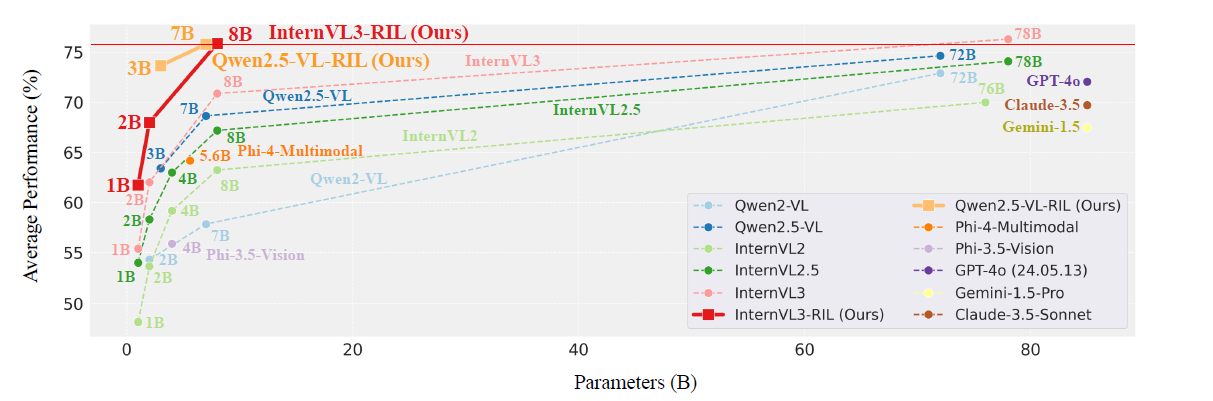 7B
8B
InternVL3-RIL (Ours)
78B
75
3B
Qwen2.5-VL-RIL (Ours)
InternVL3
72B
78B
8B
72B
GPT-4o
Qwen2.5-VL
76B
70
7B
InternVL2.5
Claude-3.5
2B
8B
InternVL2
Gemini-1.5
65
3B
5.6B
Phi-4-Multimodal
4B
1B
8B
Qwen2-VL
60
2B
4B
2B
7B
55
1B
4B
Phi-3.5-Vision
2B
1B
2B
50
1B
Average Performance (%)
Qwen2-VL
Qwen2.5-VL
InternVL2
InternVL2.5
InternVL3
InternVL3-RIL (Ours)
Qwen2.5-VL-RIL (Ours)
Phi-4-Multimodal
Phi-3.5-Vision
GPT-4o (24.05.13)
Gemini-1.5-Pro
Claude-3.5-Sonnet
0
20
40
60
80
Parameters (B)